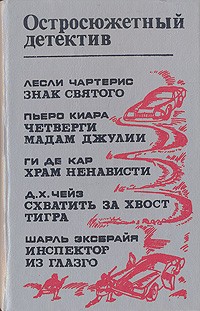 Остросюжетный
детектив
ЛЕСЛИ ЧАРТЕРИС
ЗНАК СВЯТОГО
ПЬЕРО КИАРА
ЧЕТВЕРГИ
МАДАМ ДЖУЛИИ
ГИ ДЕ КАР
ХРАМ НЕНАВИСТИ
Д.Х. ЧЕЙЗ
СХВАТИТЬ ЗА ХВОСТ
ТИГРА
ШАРЛЬ ЭКСБРАЙЯ
ИНСПЕКТОР
ИЗ ГЛАЗГО